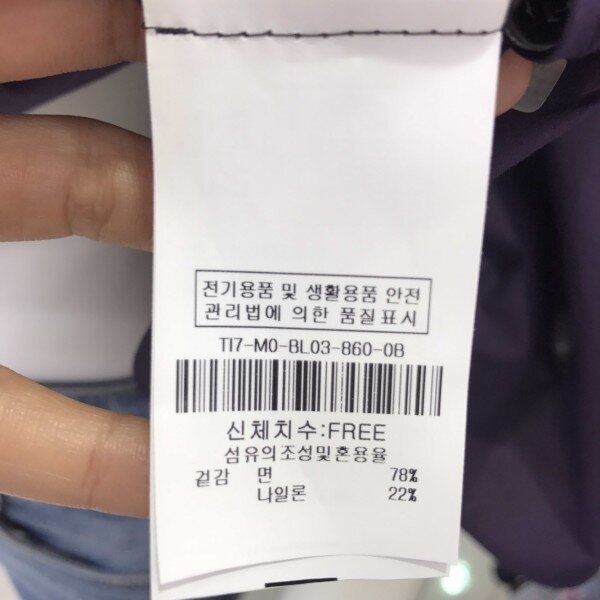 전기용품 및 생활용품 안전
관리법에 의한 품질표시
TI7-M0-BL03-860-0B
신체치수:FREE
섬유의조성및혼용율
겉감 면 78%
나일론 22%